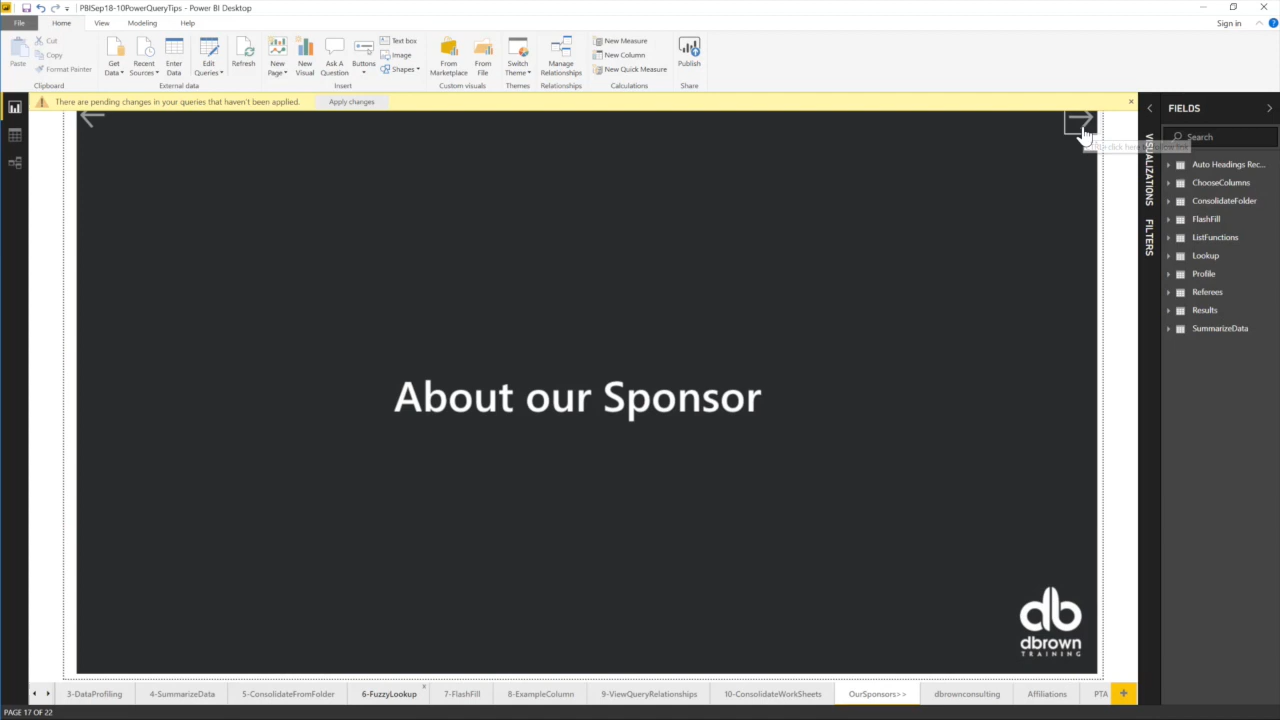 PBISep18-10PowerQueryTips - Power BI Desktop
File
Home
View
Modeling
Help
Sign in
Paste
Cut
Copy
Format Painter
Clipboard
Get Data
Recent Sources
Enter Data
Edit Queries
Refresh
External data
New Page
New Visual
Ask A Question
Buttons
Text box
Image
Shapes
Insert
From Marketplace
From File
Custom visuals
Switch Theme
Themes
Manage Relationships
Relationships
New Measure
New Column
New Quick Measure
Calculations
Publish
Share
There are pending changes in your queries that haven't been applied.
Apply changes
click here to follow link
About our Sponsor
db
dbrown
TRAINING
VISUALIZATIONS
FILTERS
FIELDS
Search
Auto Headings Rec...
ChooseColumns
ConsolidateFolder
FlashFill
ListFunctions
Lookup
Profile
Referees
Results
SummarizeData
3-DataProfiling
4-SummarizeData
5-ConsolidateFromFolder
6-FuzzyLookup
7-FlashFill
8-ExampleColumn
9-ViewQueryRelationships
10-ConsolidateWorkSheets
OurSponsors>>
dbrownconsulting
Affiliations
PTA
PAGE 17 OF 22